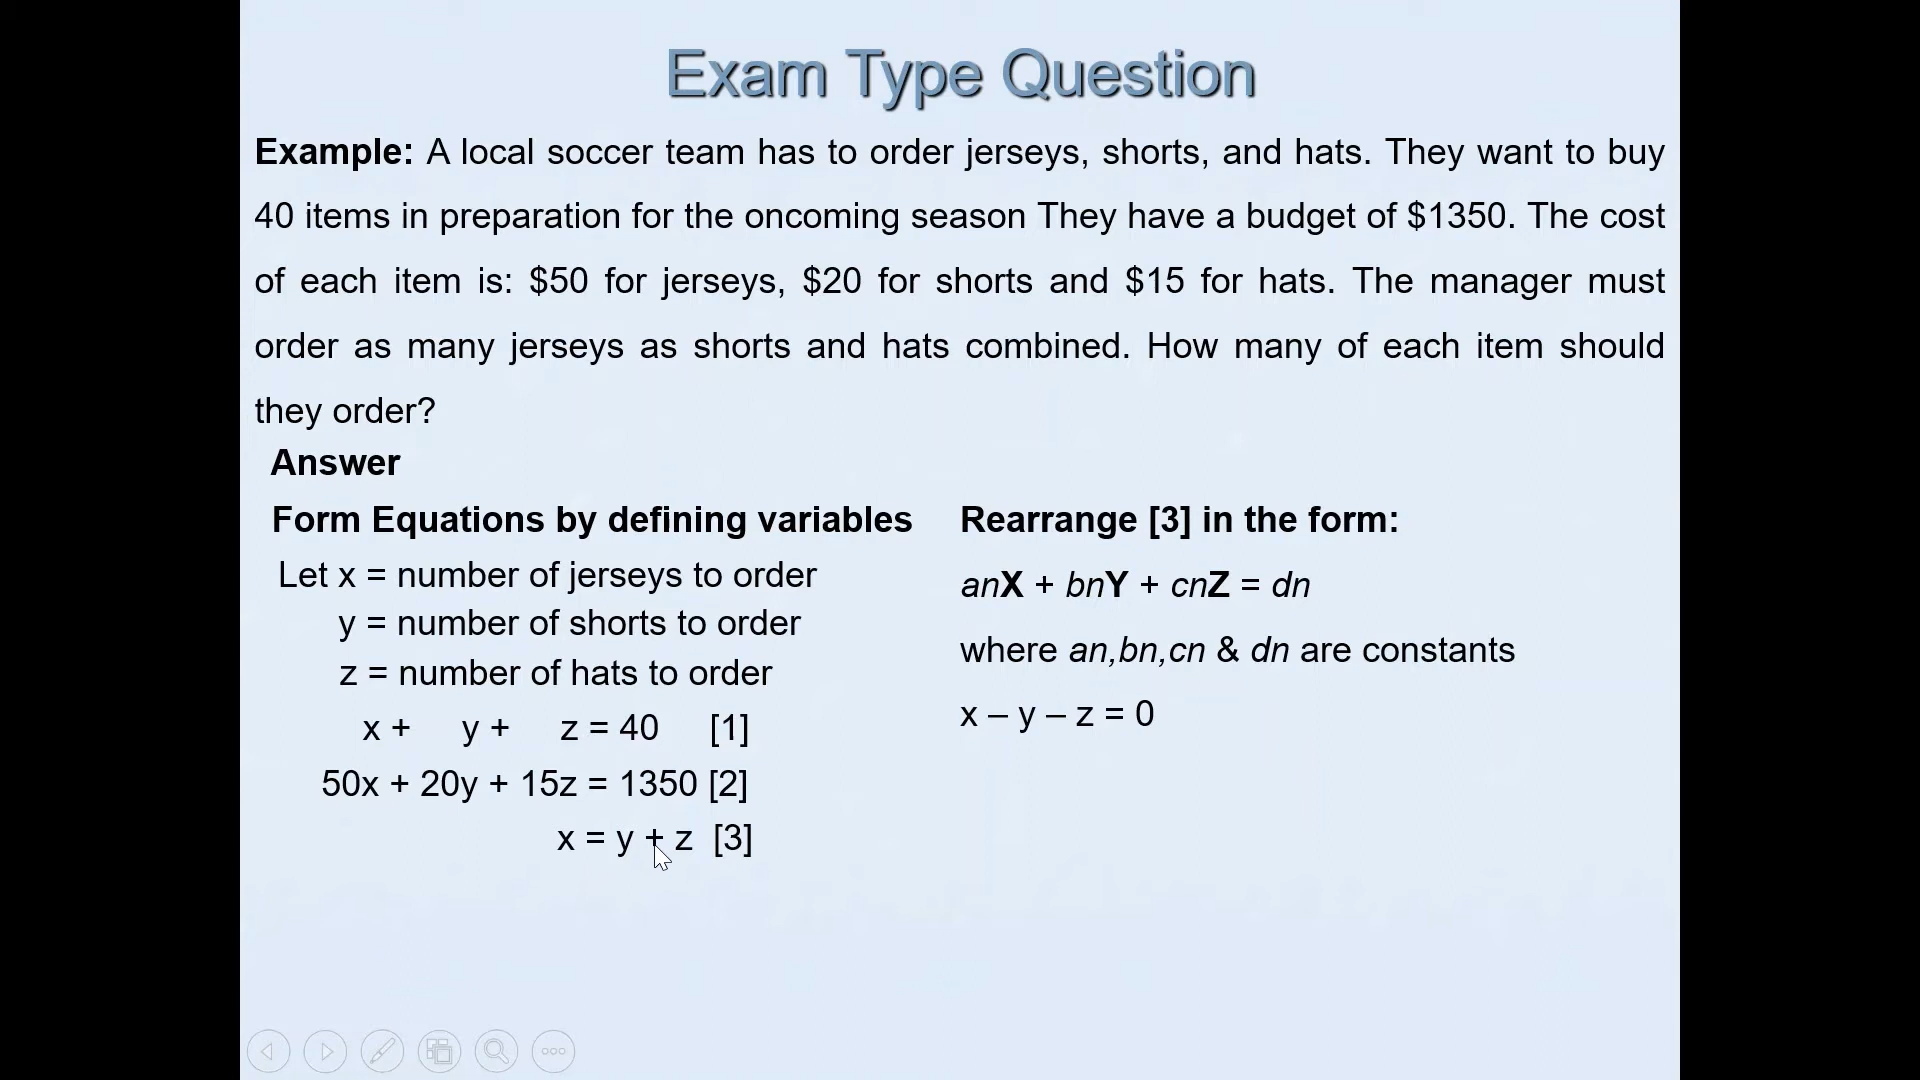 Exam Type Question
Example: A local soccer team has to order jerseys, shorts, and hats. They want to buy
40 items in preparation for the oncoming season They have a budget of $1350. The cost
of each item is: $50 for jerseys, $20 for shorts and $15 for hats. The manager must
order as many jerseys as shorts and hats combined. How many of each item should
they order?
Answer
Form Equations by defining variables
Let x = number of jerseys to order
y = number of shorts to order
z = number of hats to order
x + y + z = 40 [1]
50x + 20y + 15z = 1350 [2]
x = y + z [3]
Rearrange [3] in the form:
anX + bnY + cnZ = dn
where an,bn,cn & dn are constants
x – y – z = 0